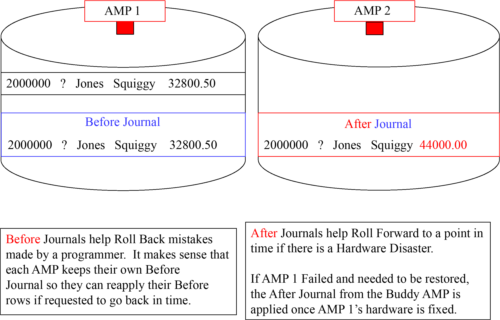 AMP 1
AMP 2
2000000 ? Jones Squiggy 32800.50
Before Journal
2000000 ? Jones Squiggy 32800.50
After Journal
2000000 ? Jones Squiggy 44000.00
Before Journals help Roll Back mistakes
made by a programmer. It makes sense that
each AMP keeps their own Before
Journal so they can reapply their Before
rows if requested to go back in time.
After Journals help Roll Forward to a point in
time if there is a Hardware Disaster.
If AMP 1 Failed and needed to be restored,
the After Journal from the Buddy AMP is
applied once AMP 1's hardware is fixed.